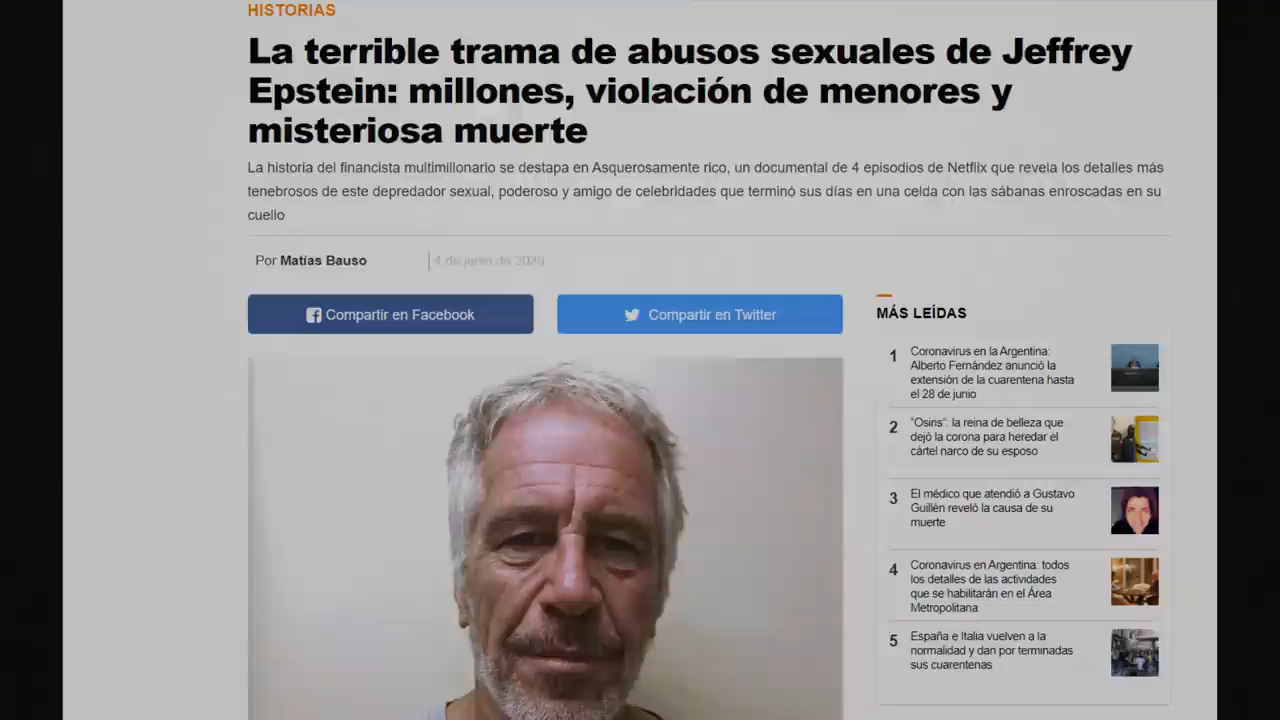 HISTORIAS
La terrible trama de abusos sexuales de Jeffrey
Epstein: millones, violación de menores y
misteriosa muerte
La historia del financista multimillonario se destapa en Asquerosamente rico, un documental de 4 episodios de Netflix que revela los detalles más
tenebrosos de este depredador sexual, poderoso y amigo de celebridades que terminó sus días en una celda con las sábanas enroscadas en su
cuello
Por Matías Bauso
4 de junio de 2020
Compartir en Facebook
Compartir en Twitter
MÁS LEÍDAS
1
Coronavirus en la Argentina:
Alberto Fernández anunció la
extensión de la cuarentena hasta
el 28 de junio
2
"Osiris": la reina de belleza que
dejó la corona para heredar el
cártel narco de su esposo
3
El médico que atendió a Gustavo
Guillén reveló la causa de su
muerte
4
Coronavirus en Argentina: todos
los detalles de las actividades
que se habilitarán en el Área
Metropolitana
5
España e Italia vuelven a la
normalidad y dan por terminadas
sus cuarentenas